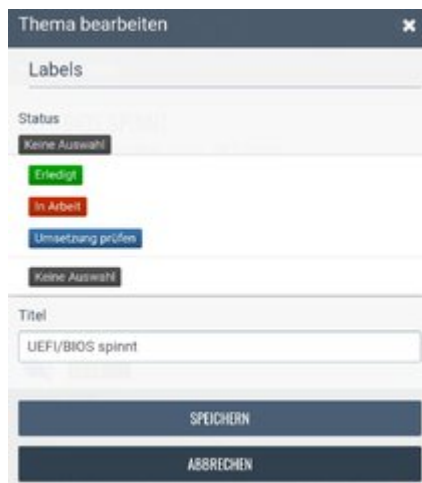 Thema bearbeiten ×
Labels
Status
Keine Auswahl
Erledigt
In Arbeit
Umsetzung prüfen
Keine Auswahl
Titel
UEFI/BIOS spinnt
SPEICHERN
ABBRECHEN